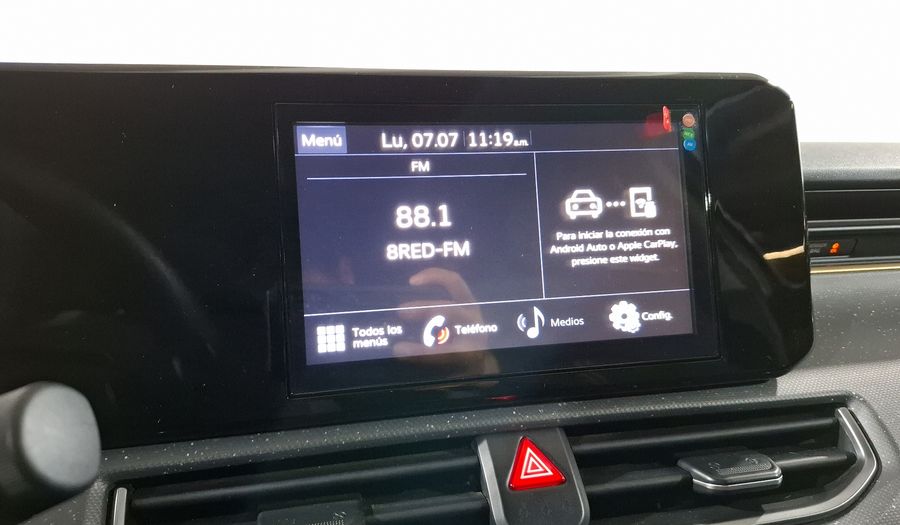 Menú
Lu, 07.07 11:19a.m.
FM
88.1
8RED-FM
Para iniciar la conexión con
Android Auto o Apple CarPlay,
presione este widget.
Todos los
menús
Teléfono
Medios
Config.